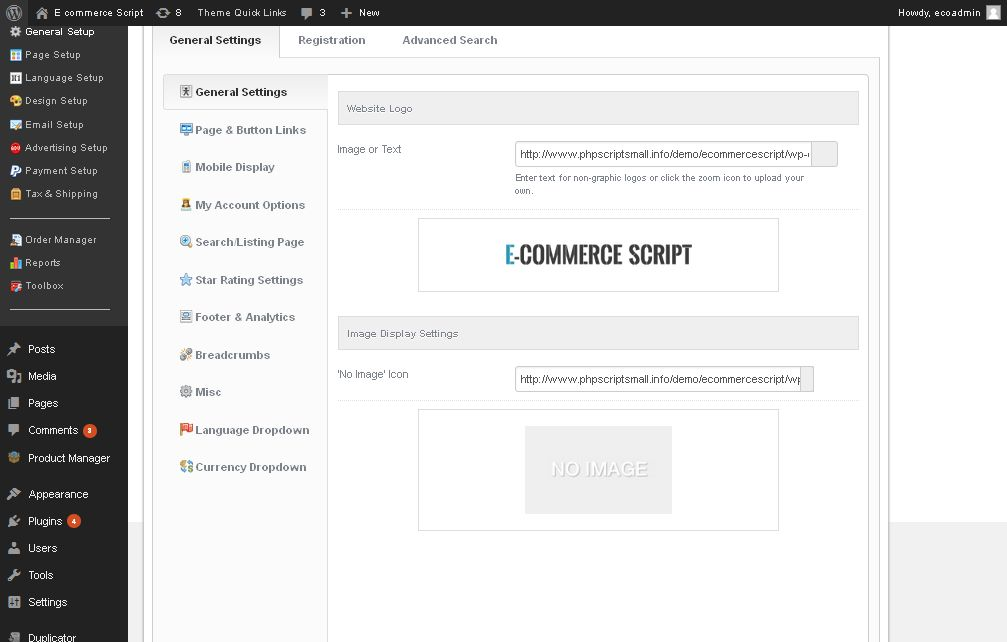 E commerce Script
8
Theme Quick Links
3
New
Howdy, ecoadmin
General Setup
Page Setup
Language Setup
Design Setup
Email Setup
Advertising Setup
Payment Setup
Tax & Shipping
Order Manager
Reports
Toolbox
Posts
Media
Pages
Comments 3
Product Manager
Appearance
Plugins 4
Users
Tools
Settings
Duplicator
General Settings
Registration
Advanced Search
General Settings
Page & Button Links
Mobile Display
My Account Options
Search/Listing Page
Star Rating Settings
Footer & Analytics
Breadcrumbs
Misc
Language Dropdown
Currency Dropdown
Website Logo
Image or Text
http://www.phpscriptsmall.info/demo/ecommercescript/wp-
Enter text for non-graphic logos or click the zoom icon to upload your
own.
E-COMMERCE SCRIPT
Image Display Settings
'No Image' Icon
http://www.phpscriptsmall.info/demo/ecommercescript/wp
NO IMAGE